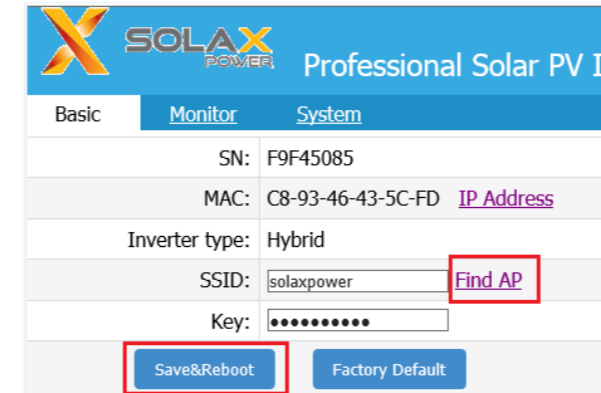 SOLAX
POWER
Professional Solar PV I
Basic Monitor System
SN: F9F45085
MAC: C8-93-46-43-5C-FD IP Address
Inverter type: Hybrid
SSID: solaxpower Find AP
Key: ●●●●●●●●●●
Save&Reboot Factory Default